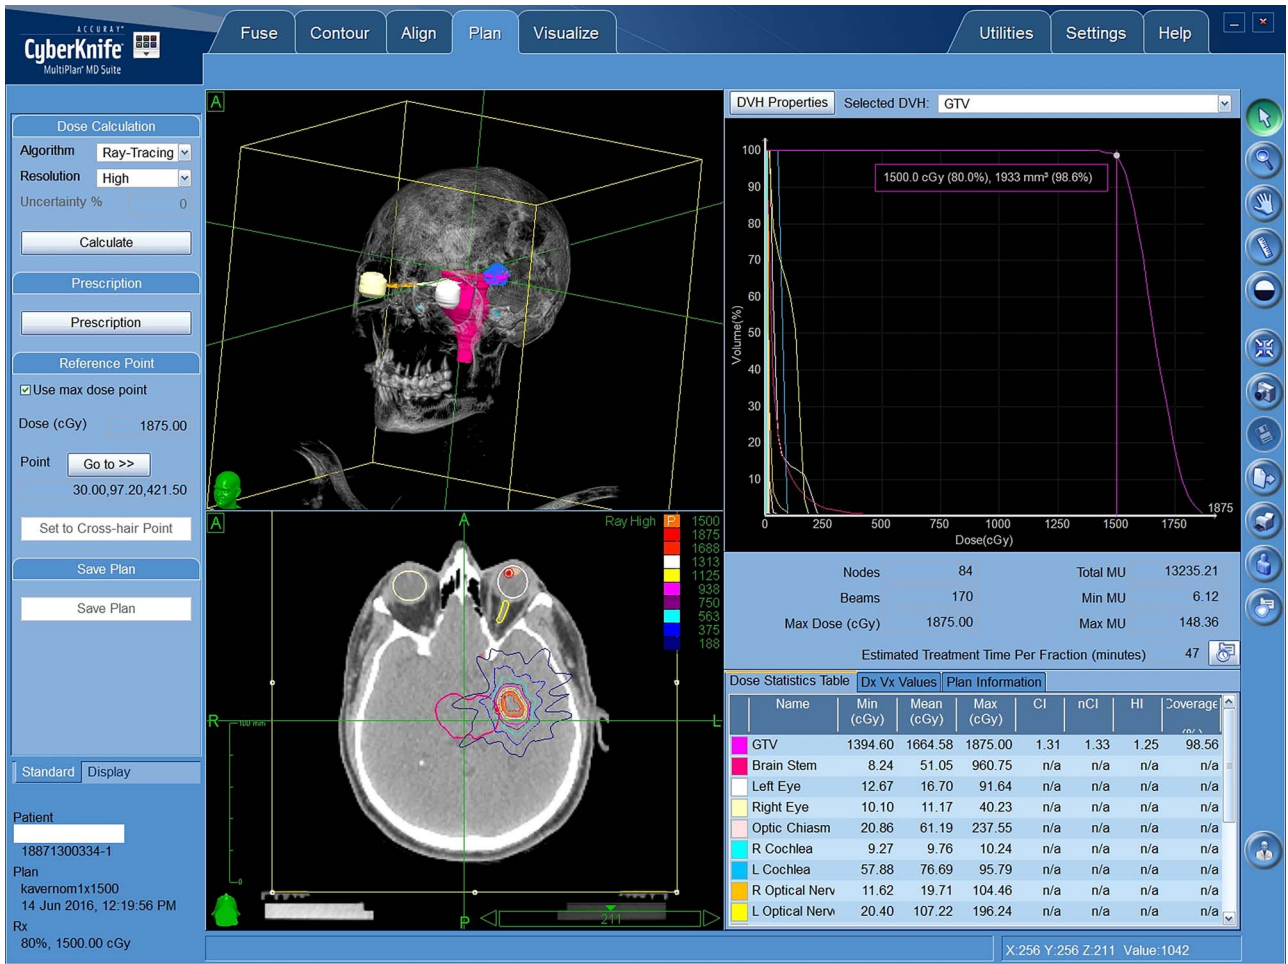 ACCURAY
CyberKnife
MultiPlan® MD Suite
Fuse
Contour
Align
Plan
Visualize
Utilities
Settings
Help
Dose Calculation
Algorithm Ray-Tracing
Resolution High
Uncertainty % 0
Calculate
Prescription
Prescription
Reference Point
Use max dose point
Dose (cGy) 1875.00
Point Go to >>
30.00,97.20,421.50
Set to Cross-hair Point
Save Plan
Save Plan
Standard Display
Patient
18871300334-1
Plan
kavernom1x1500
14 Jun 2016, 12:19:56 PM
Rx
80%, 1500.00 cGy
A
A
A
R
L
P
100 mm
0
211
Ray High P 1500
1875
1688
1313
1125
938
750
563
375
188
DVH Properties Selected DVH: GTV
1500.0 cGy (80.0%), 1933 mm³ (98.6%)
Volume(%)
100
90
80
70
60
50
40
30
20
10
0 250 500 750 1000 1250 1500 1750
1875
Dose(cGy)
Nodes 84 Total MU 13235.21
Beams 170 Min MU 6.12
Max Dose (cGy) 1875.00 Max MU 148.36
Estimated Treatment Time Per Fraction (minutes) 47
Dose Statistics Table Dx Vx Values Plan Information
Name Min (cGy) Mean (cGy) Max (cGy) CI nCI HI Coverage
GTV 1394.60 1664.58 1875.00 1.31 1.33 1.25 98.56
Brain Stem 8.24 51.05 960.75 n/a n/a n/a n/a
Left Eye 12.67 16.70 91.64 n/a n/a n/a n/a
Right Eye 10.10 11.17 40.23 n/a n/a n/a n/a
Optic Chiasm 20.86 61.19 237.55 n/a n/a n/a n/a
R Cochlea 9.27 9.76 10.24 n/a n/a n/a n/a
L Cochlea 57.88 76.69 95.79 n/a n/a n/a n/a
R Optical Nerv 11.62 19.71 104.46 n/a n/a n/a n/a
L Optical Nerv 20.40 107.22 196.24 n/a n/a n/a n/a
X:256 Y:256 Z:211 Value:1042